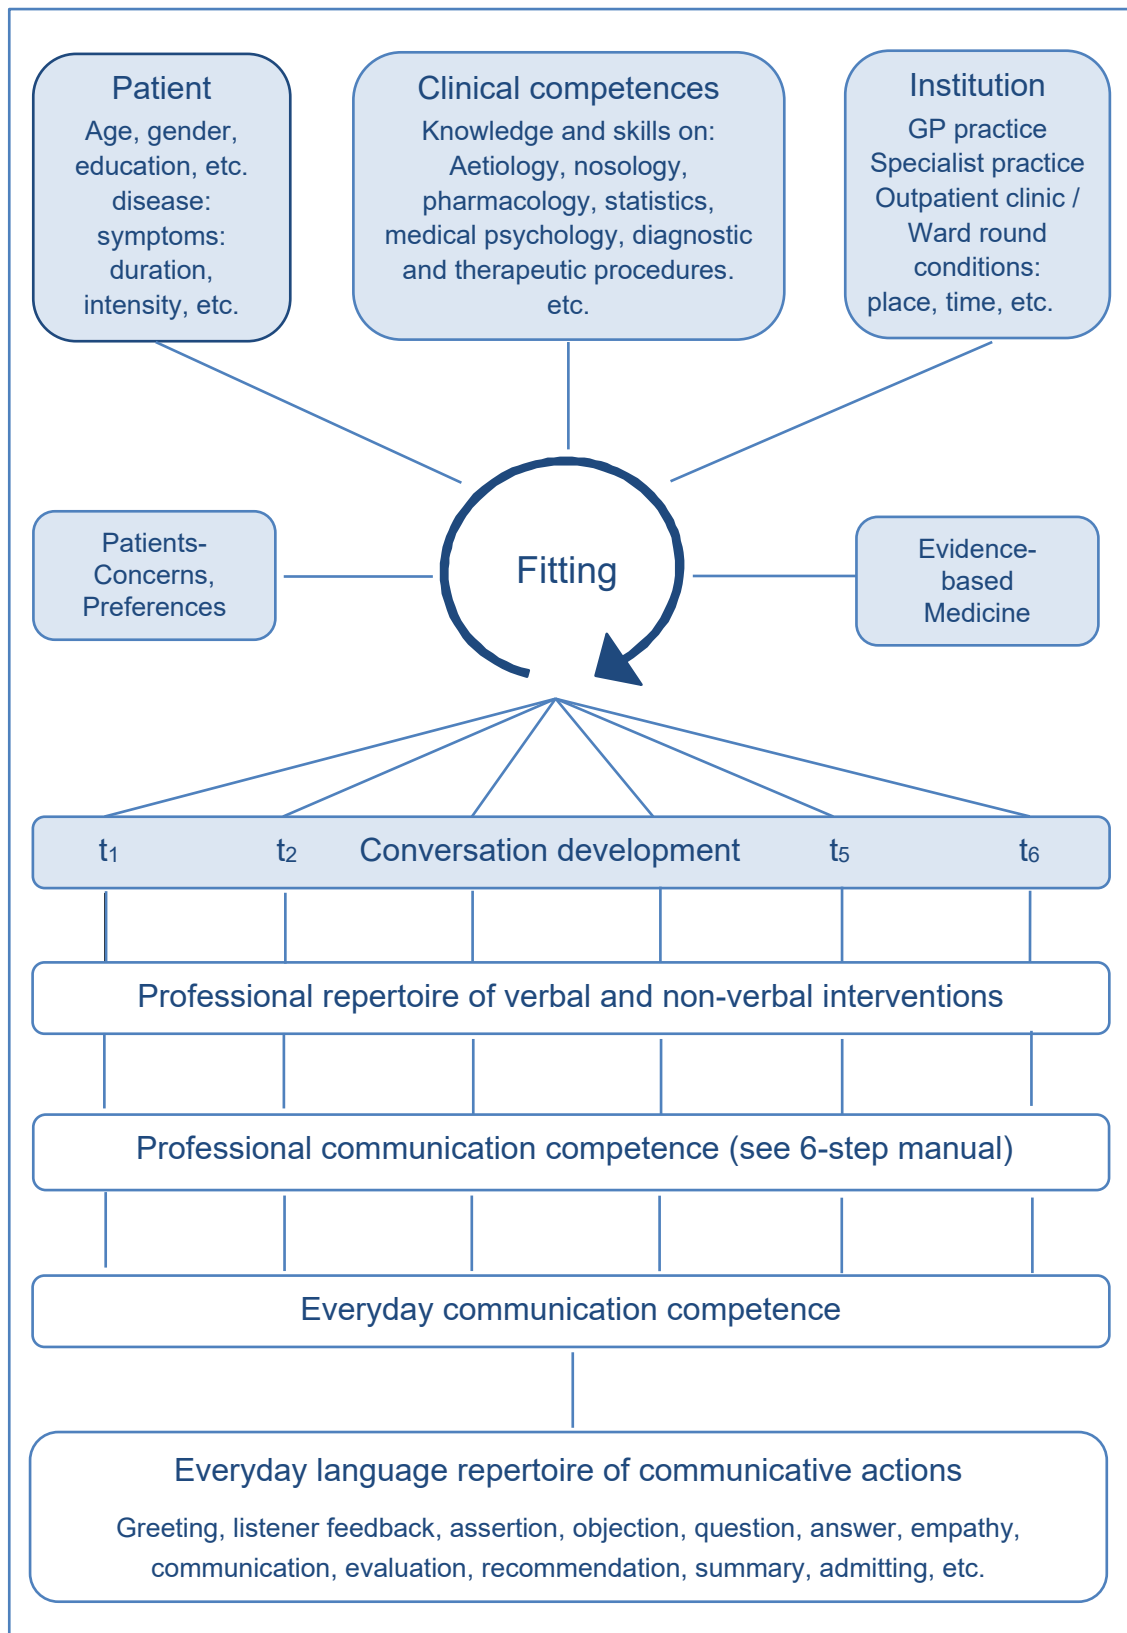 Patient
Age, gender,
education, etc.
disease:
symptoms:
duration,
intensity, etc.
Clinical competences
Knowledge and skills on:
Aetiology, nosology,
pharmacology, statistics,
medical psychology, diagnostic
and therapeutic procedures.
etc.
Institution
GP practice
Specialist practice
Outpatient clinic /
Ward round
conditions:
place, time, etc.
Patients-
Concerns,
Preferences
Fitting
Evidence-
based
Medicine
t1 t2 Conversation development t5 t6
Professional repertoire of verbal and non-verbal interventions
Professional communication competence (see 6-step manual)
Everyday communication competence
Everyday language repertoire of communicative actions
Greeting, listener feedback, assertion, objection, question, answer, empathy,
communication, evaluation, recommendation, summary, admitting, etc.